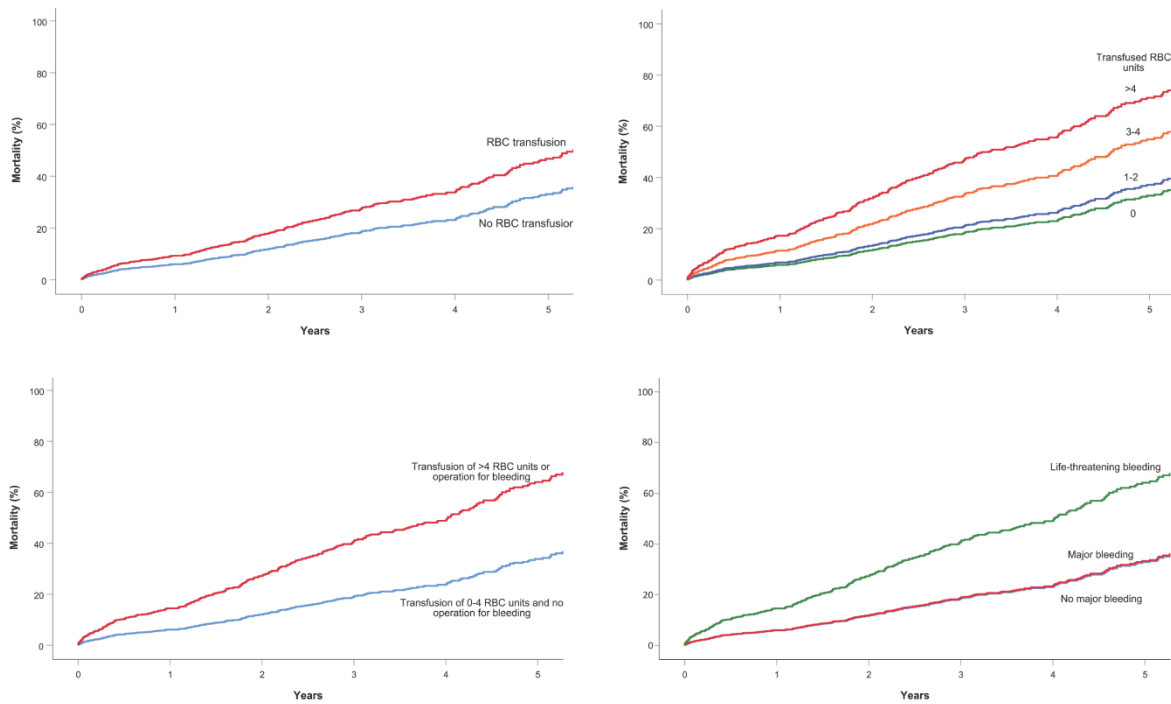 100
80
60
40
20
0
Mortality (%)
RBC transfusion
No RBC transfusion
0 1 2 3 4 5
Years
100
80
60
40
20
0
Mortality (%)
Transfused RBC
units
>4
3-4
1-2
0
0 1 2 3 4 5
Years
100
80
60
40
20
0
Mortality (%)
Transfusion of >4 RBC units or
operation for bleeding
Transfusion of 0-4 RBC units and no
operation for bleeding
0 1 2 3 4 5
Years
100
80
60
40
20
0
Mortality (%)
Life-threatening bleeding
Major bleeding
No major bleeding
0 1 2 3 4 5
Years